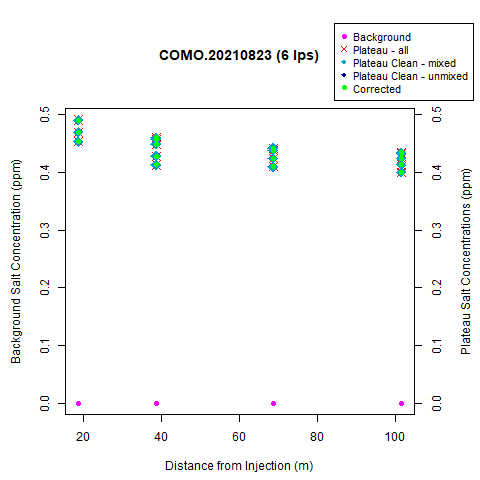 COMO.20210823 (6 lps)
Background
Plateau - all
Plateau Clean - mixed
Plateau Clean - unmixed
Corrected
Background Salt Concentration (ppm)
0.5
0.4
0.3
0.2
0.1
0.0
0.5
0.4
0.3
0.2
0.1
0.0
Plateau Salt Concentrations (ppm)
20 40 60 80 100
Distance from Injection (m)